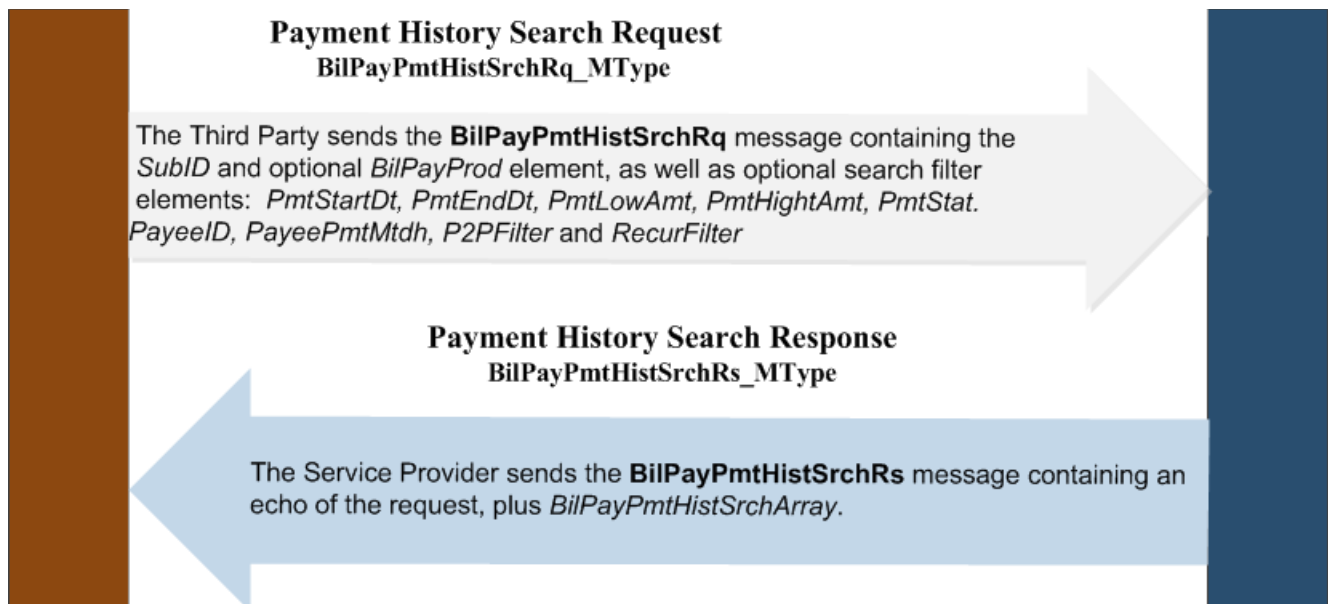 Payment History Search Request
BilPayPmtHistSrchRq_MType
The Third Party sends the BilPayPmtHistSrchRq message containing the
SubID and optional BilPayProd element, as well as optional search filter
elements: PmtStartDt, PmtEndDt, PmtLowAmt, PmtHightAmt, PmtStat.
PayeeID, PayeePmtMtdh, P2PFilter and RecurFilter
Payment History Search Response
BilPayPmtHistSrchRs_MType
The Service Provider sends the BilPayPmtHistSrchRs message containing an
echo of the request, plus BilPayPmtHistSrchArray.